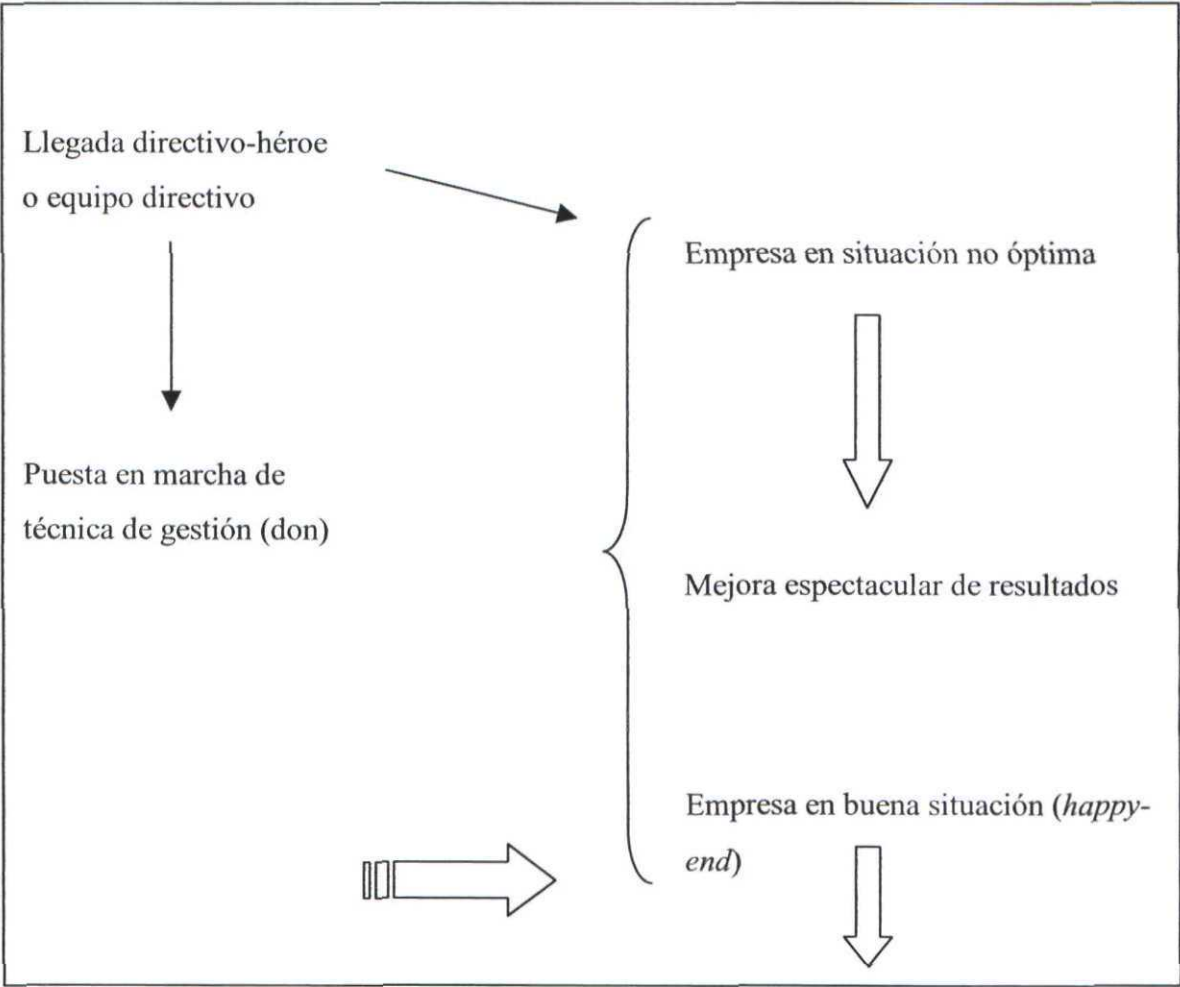 Llegada directivo-héroe
o equipo directivo
Empresa en situación no óptima
Puesta en marcha de
técnica de gestión (don)
Mejora espectacular de resultados
Empresa en buena situación (happy-
end)